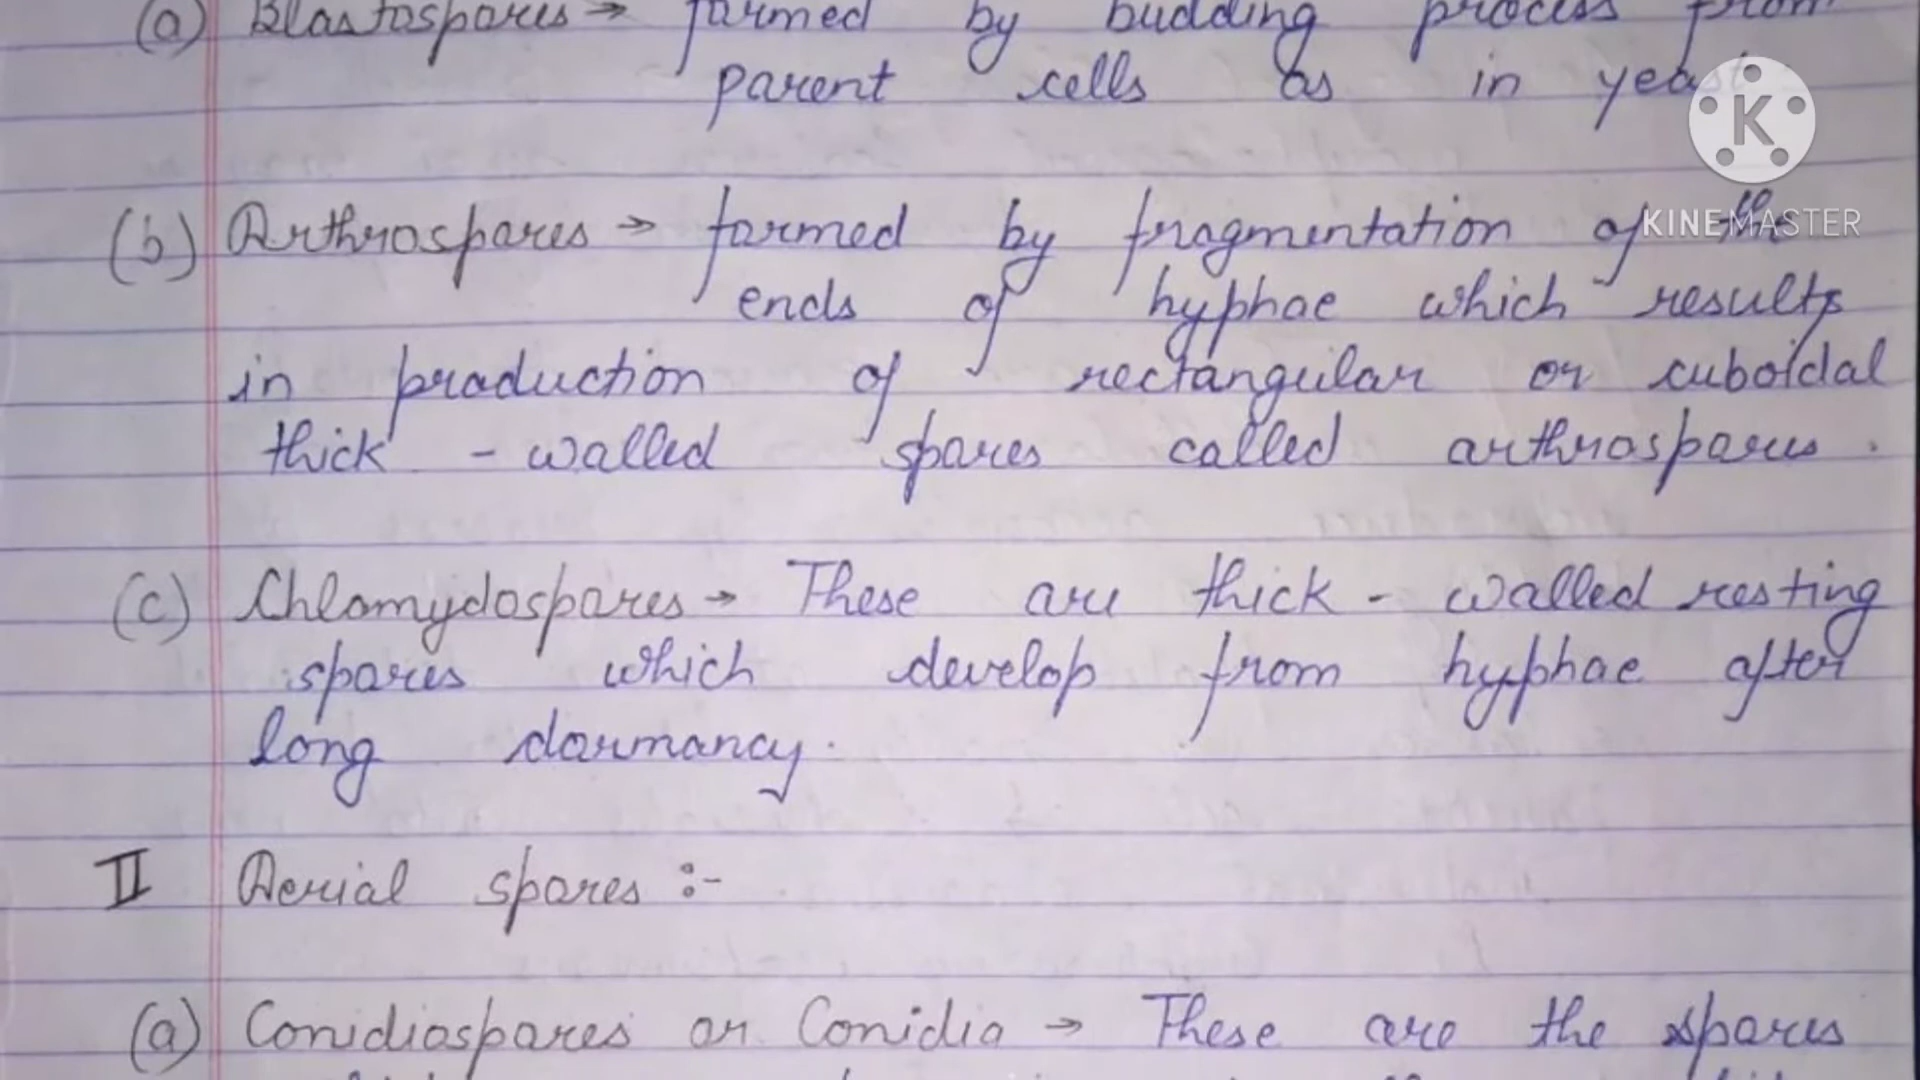 (a) Blastospores → formed by budding process from
parent cells as in yeast
K
KINEMASTER
(b) Arthrospores → formed by fragmentation of the
ends of hyphae which results
in production of rectangular or cuboidal
thick - walled spores called arthrospores.
(c) Chlamydospores → These are thick - walled resting
spores which develop from hyphae after
long dormancy.
II Aerial spores :-
(a) Conidiospores or Conidia → These are the spores